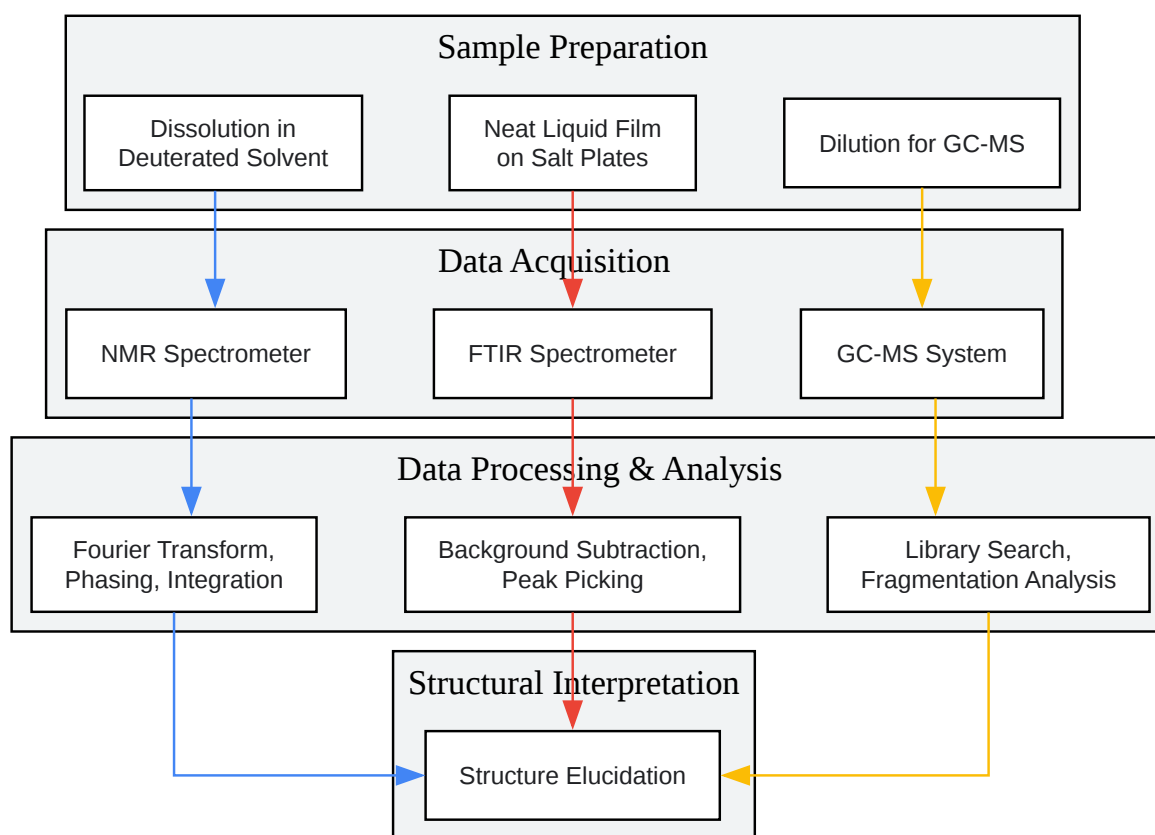 Sample Preparation
Dissolution in
Deuterated Solvent
Neat Liquid Film
on Salt Plates
Dilution for GC-MS
Data Acquisition
NMR Spectrometer
FTIR Spectrometer
GC-MS System
Data Processing & Analysis
Fourier Transform,
Phasing, Integration
Background Subtraction,
Peak Picking
Library Search,
Fragmentation Analysis
Structural Interpretation
Structure Elucidation